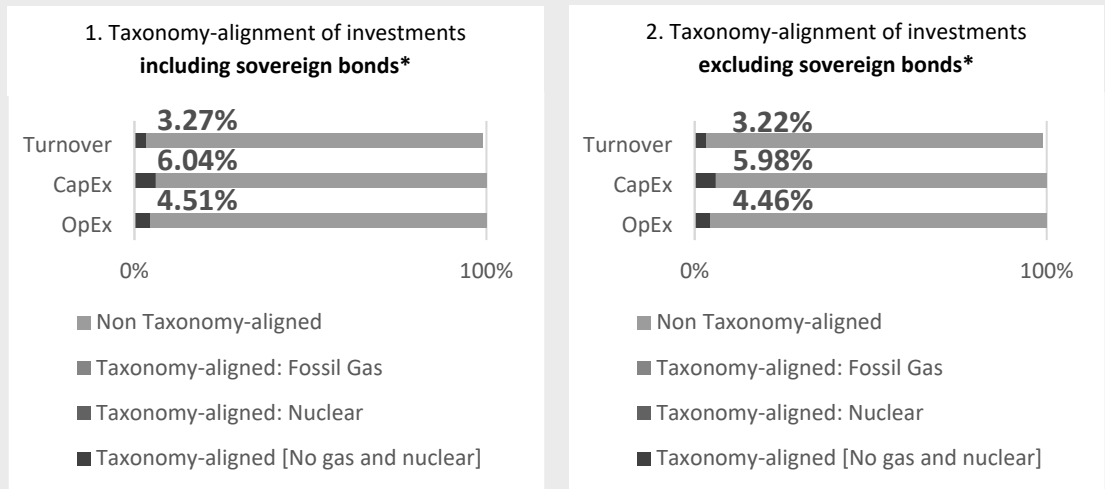 1. Taxonomy-alignment of investments
including sovereign bonds*
3.27%
Turnover
6.04%
CapEx
4.51%
OpEx
0% 100%
Non Taxonomy-aligned
Taxonomy-aligned: Fossil Gas
Taxonomy-aligned: Nuclear
Taxonomy-aligned [No gas and nuclear]
2. Taxonomy-alignment of investments
excluding sovereign bonds*
3.22%
Turnover
5.98%
CapEx
4.46%
OpEx
0% 100%
Non Taxonomy-aligned
Taxonomy-aligned: Fossil Gas
Taxonomy-aligned: Nuclear
Taxonomy-aligned [No gas and nuclear]